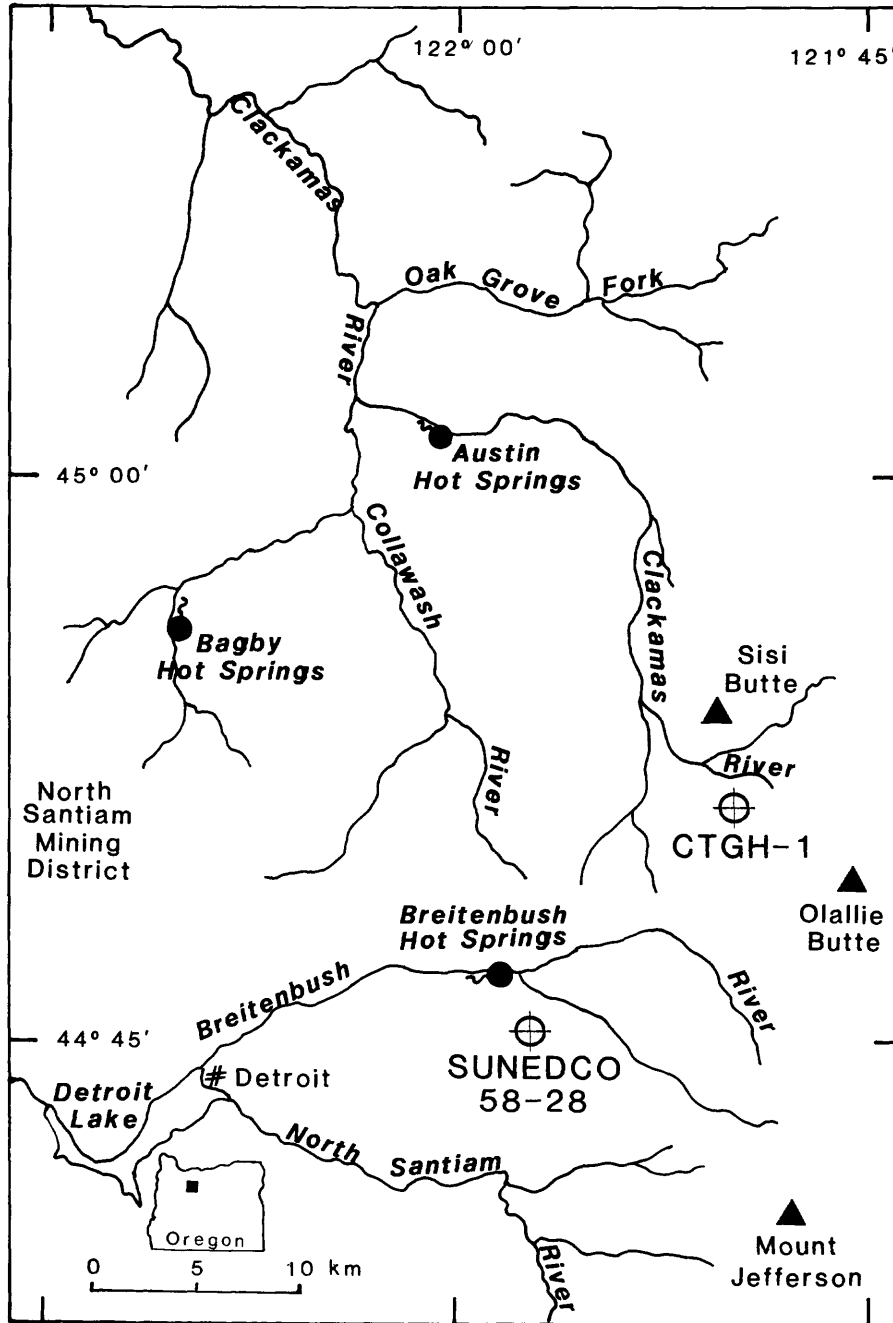 122° 00'
121° 45'
Clackamas
River
Oak Grove Fork
Austin
Hot Springs
45° 00'
Collawash
River
Clackamas
River
Bagby
Hot Springs
Sisi
Butte
North
Santiam
Mining
District
CTGH-1
Olallie
Butte
Breitenbush
Hot Springs
Breitenbush
River
44° 45'
SUNEDCO
58-28
# Detroit
Detroit
Lake
North Santiam
River
Oregon
Mount
Jefferson
0 5 10 km